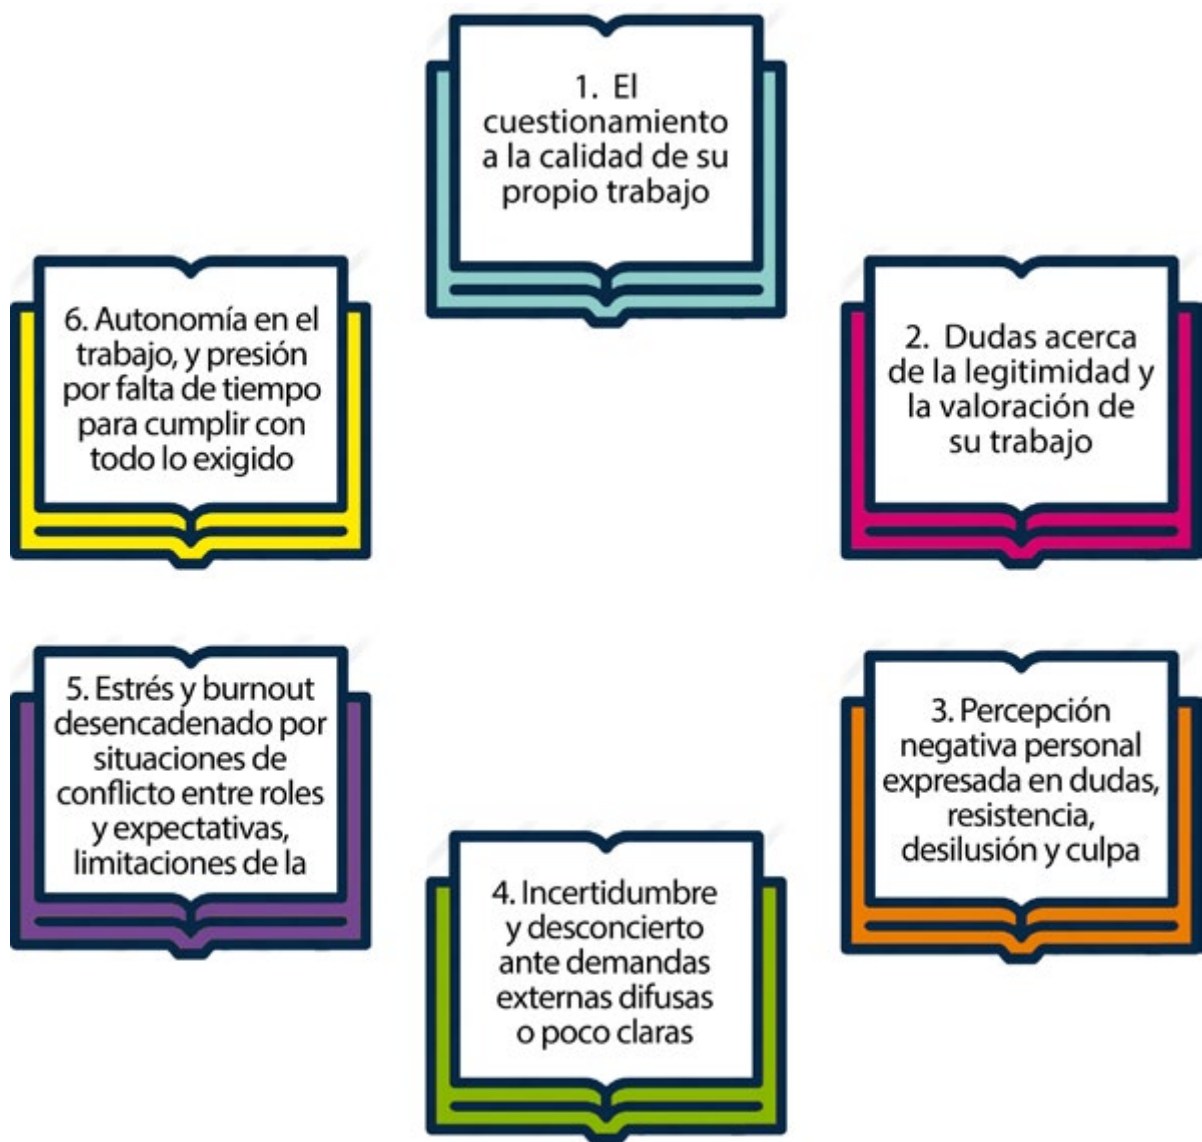 1. El
cuestionamiento
a la calidad de su
propio trabajo
2. Dudas acerca
de la legitimidad y
la valoración de
su trabajo
3. Percepción
negativa personal
expresada en dudas,
resistencia,
desilusión y culpa
4. Incertidumbre
y desconcierto
ante demandas
externas difusas
o poco claras
5. Estrés y burnout
desencadenado por
situaciones de
conflicto entre roles
y expectativas,
limitaciones de la
6. Autonomía en el
trabajo, y presión
por falta de tiempo
para cumplir con
todo lo exigido